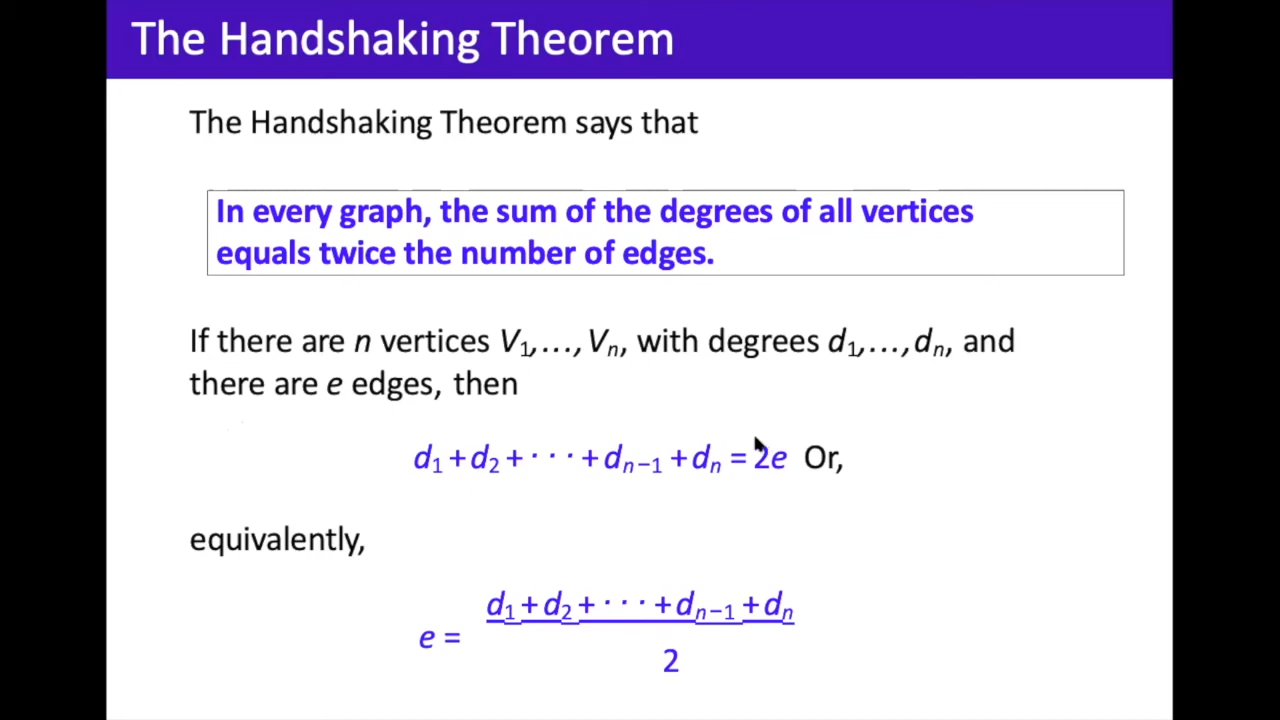 The Handshaking Theorem
The Handshaking Theorem says that
In every graph, the sum of the degrees of all vertices
equals twice the number of edges.
If there are n vertices V₁,…,Vₙ, with degrees d₁,…,dₙ, and
there are e edges, then
d₁ + d₂ + · · · + dₙ₋₁ + dₙ = 2e Or,
equivalently,
d₁ + d₂ + · · · + dₙ₋₁ + dₙ
e =
2